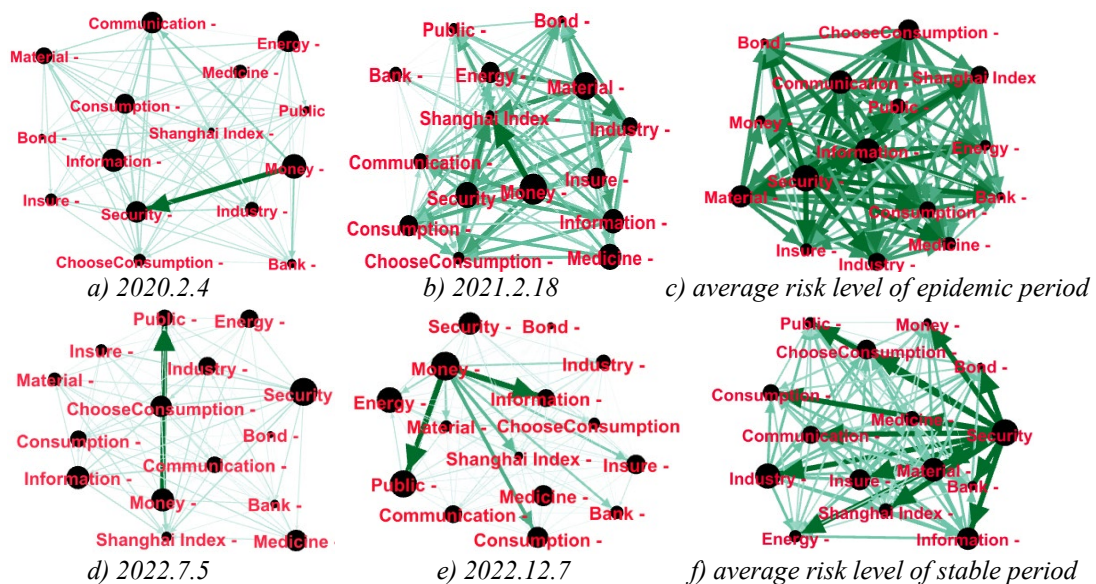 Communication -
Material -
Energy -
Medicine -
Consumption -
Public
Shanghai Index -
Bond -
Information -
Money -
Insure -
Security -
Industry -
ChooseConsumption -
Bank -
a) 2020.2.4
Public -
Bond -
Bank -
Energy -
Material -
Shanghai Index -
Industry -
Communication -
Insure -
Security
Money -
Consumption -
Information -
ChooseConsumption -
Medicine -
b) 2021.2.18
ChooseConsumption -
Bond -
Communication -
Shanghai Index
Public -
Money -
Information -
Energy -
Security -
Material -
Bank -
Consumption -
Insure -
Medicine -
Industry -
c) average risk level of epidemic period
Public -
Energy -
Insure -
Industry -
Material -
Security
ChooseConsumption -
Consumption -
Bond -
Communication -
Information -
Money -
Bank -
Shanghai Index -
Medicine -
d) 2022.7.5
Security -
Bond -
Money -
Industry -
Energy -
Information -
Material -
ChooseConsumption
Shanghai Index -
Insure -
Public -
Medicine -
Communication -
Bank -
Consumption -
e) 2022.12.7
Public -
Money -
ChooseConsumption -
Bond -
Consumption -
Medicine -
Communication -
Security
Industry -
Material -
Insure -
Bank -
Shanghai Index -
Energy -
Information -
f) average risk level of stable period